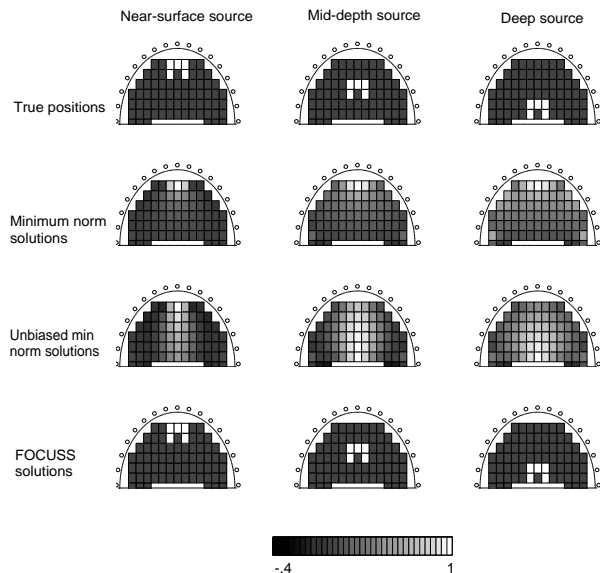 Near-surface source
Mid-depth source
Deep source
True positions
Minimum norm
solutions
Unbiased min
norm solutions
FOCUSS
solutions
-.4
1